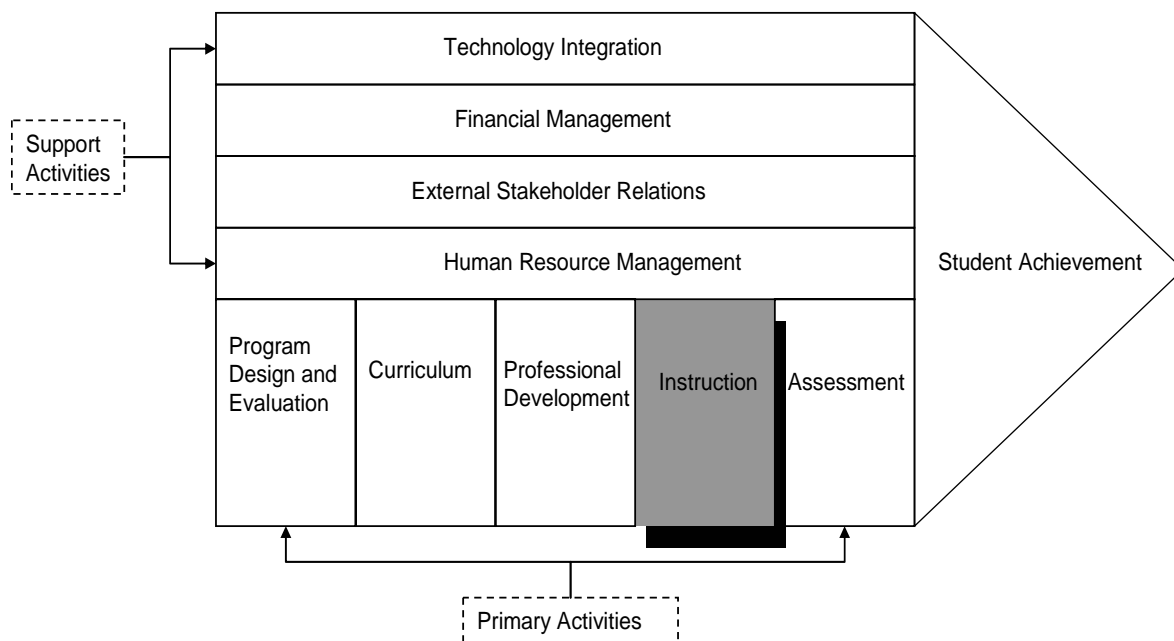 Technology Integration
Financial Management
Support
Activities
External Stakeholder Relations
Human Resource Management
Student Achievement
Program
Design and
Evaluation
Curriculum
Professional
Development
Instruction
Assessment
Primary Activities